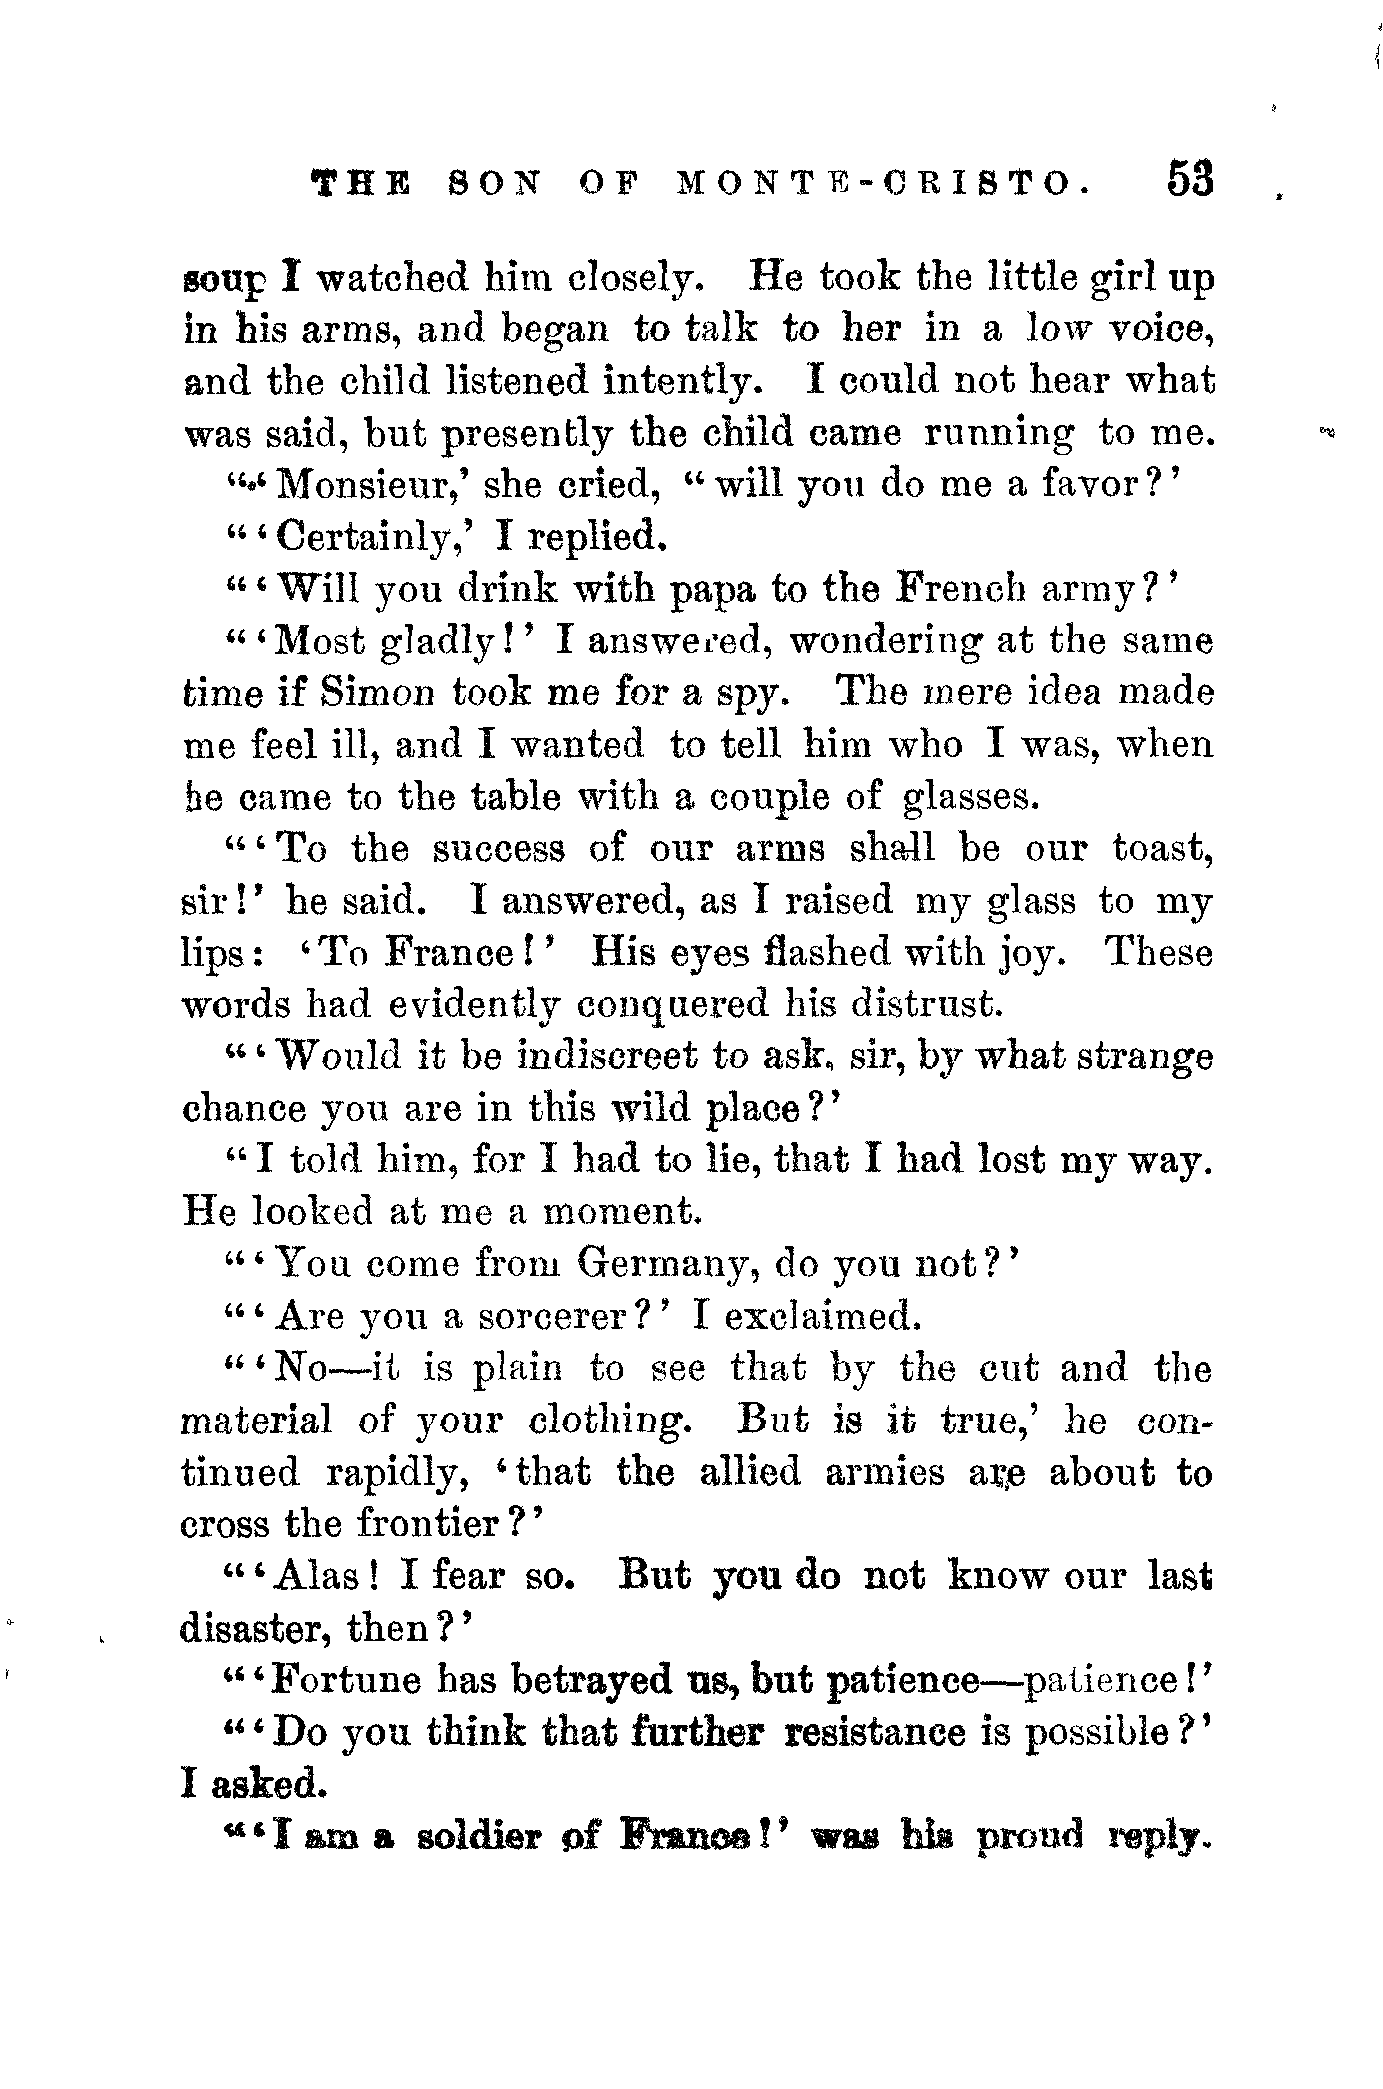 THE SON OF MONTE-CRISTO. 53
soup I watched him closely. He took the little girl up
in his arms, and began to talk to her in a low voice,
and the child listened intently. I could not hear what
was said, but presently the child came running to me.
"‘Monsieur,’ she cried, “will you do me a favor?’
“‘Certainly,’ I replied.
“‘Will you drink with papa to the French army?’
“‘Most gladly!’ I answered, wondering at the same
time if Simon took me for a spy. The mere idea made
me feel ill, and I wanted to tell him who I was, when
he came to the table with a couple of glasses.
“‘To the success of our arms shall be our toast,
sir!’ he said. I answered, as I raised my glass to my
lips: ‘To France!’ His eyes flashed with joy. These
words had evidently conquered his distrust.
“‘Would it be indiscreet to ask, sir, by what strange
chance you are in this wild place?’
“I told him, for I had to lie, that I had lost my way.
He looked at me a moment.
“‘You come from Germany, do you not?’
“‘Are you a sorcerer?’ I exclaimed.
“‘No—it is plain to see that by the cut and the
material of your clothing. But is it true,’ he con-
tinued rapidly, ‘that the allied armies are about to
cross the frontier?’
“‘Alas! I fear so. But you do not know our last
disaster, then?’
“‘Fortune has betrayed us, but patience—patience!’
“‘Do you think that further resistance is possible?’
I asked.
“‘I am a soldier of France!’ was his proud reply.